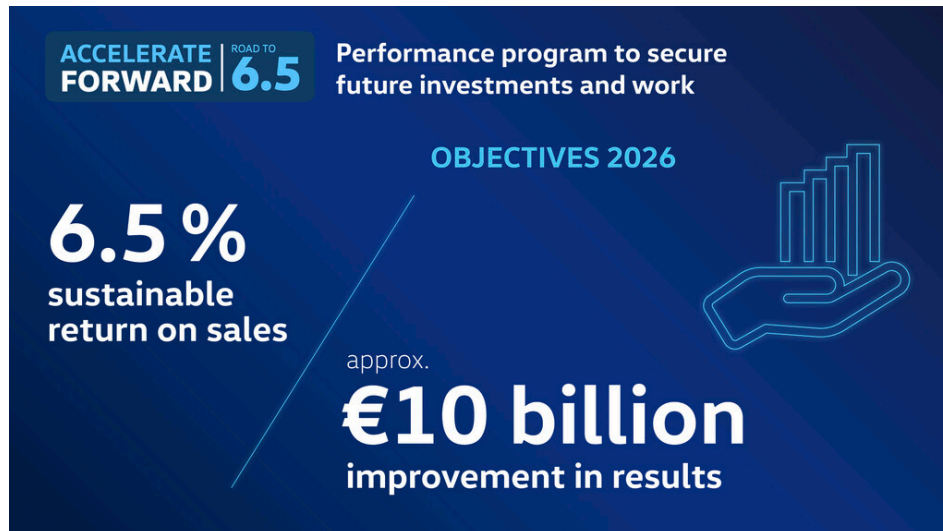 ACCELERATE
FORWARD
ROAD TO
6.5
Performance program to secure
future investments and work
OBJECTIVES 2026
6.5 %
sustainable
return on sales
approx.
€10 billion
improvement in results